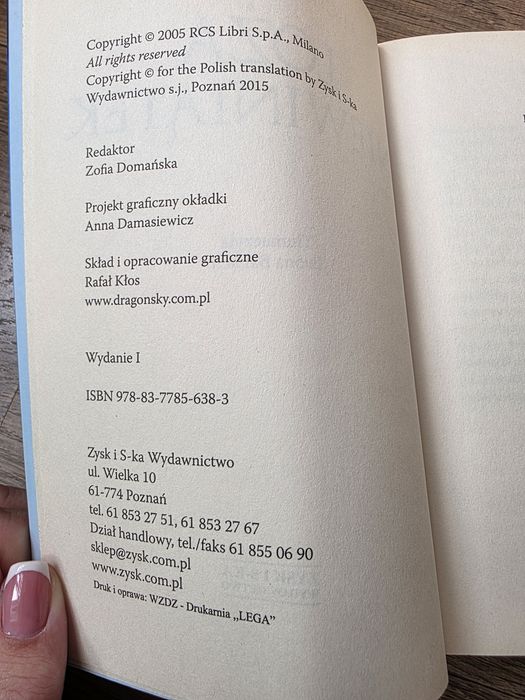 Copyright © 2005 RCS Libri S.p.A., Milano
All rights reserved
Copyright © for the Polish translation by Zysk i S-ka
Wydawnictwo s.j., Poznań 2015
Redaktor
Zofia Domańska
Projekt graficzny okładki
Anna Damasiewicz
Skład i opracowanie graficzne
Rafał Kłos
www.dragonsky.com.pl
Wydanie I
ISBN 978-83-7785-638-3
Zysk i S-ka Wydawnictwo
ul. Wielka 10
61-774 Poznań
tel. 61 853 27 51, 61 853 27 67
Dział handlowy, tel./faks 61 855 06 90
sklep@zysk.com.pl
www.zysk.com.pl
Druk i oprawa: WZDZ - Drukarnia „LEGA”